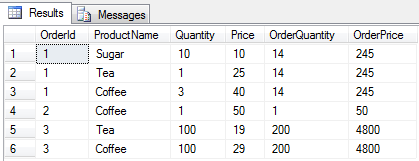 Results Messages
OrderId ProductName Quantity Price OrderQuantity OrderPrice
1 1 Sugar 10 10 14 245
2 1 Tea 1 25 14 245
3 1 Coffee 3 40 14 245
4 2 Coffee 1 50 1 50
5 3 Tea 100 19 200 4800
6 3 Coffee 100 29 200 4800